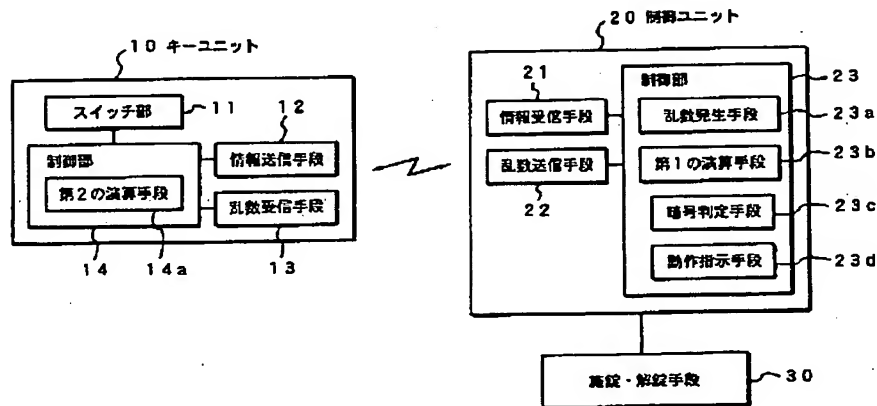 10 キーユニット
スイッチ部
11
12
制御部
情報送信手段
第2の演算手段
乱数受信手段
14
14a
13
20 制御ユニット
21
制御部
23
情報受信手段
乱数発生手段
23a
乱数送信手段
第1の演算手段
23b
22
暗号判定手段
23c
動作指示手段
23d
施錠・解錠手段
30